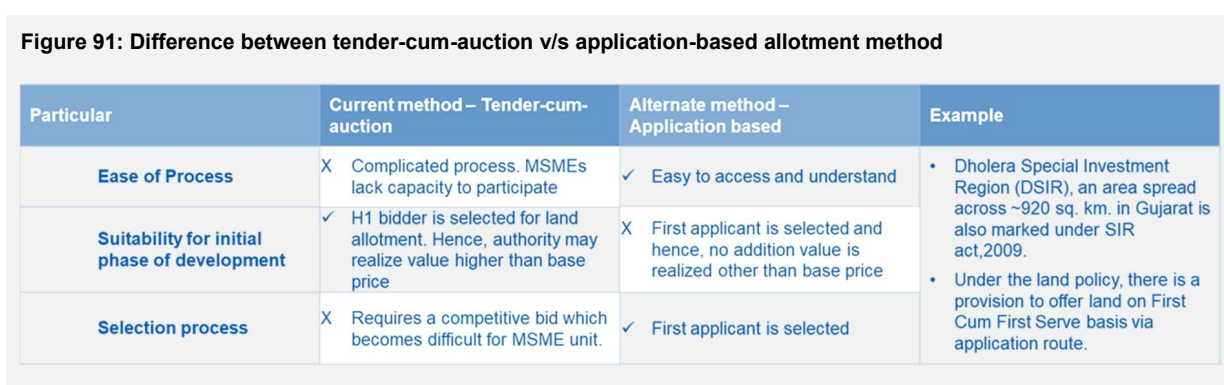 Figure 91: Difference between tender-cum-auction v/s application-based allotment method
Particular
Current method – Tender-cum-
auction
Alternate method –
Application based
Example
Ease of Process
X Complicated process. MSMEs
lack capacity to participate
✓ Easy to access and understand
Suitability for initial
phase of development
✓ H1 bidder is selected for land
allotment. Hence, authority may
realize value higher than base
price
X First applicant is selected and
hence, no addition value is
realized other than base price
Selection process
X Requires a competitive bid which
becomes difficult for MSME unit.
✓ First applicant is selected
• Dholera Special Investment
Region (DSIR), an area spread
across ~920 sq. km. in Gujarat is
also marked under SIR
act,2009.
• Under the land policy, there is a
provision to offer land on First
Cum First Serve basis via
application route.